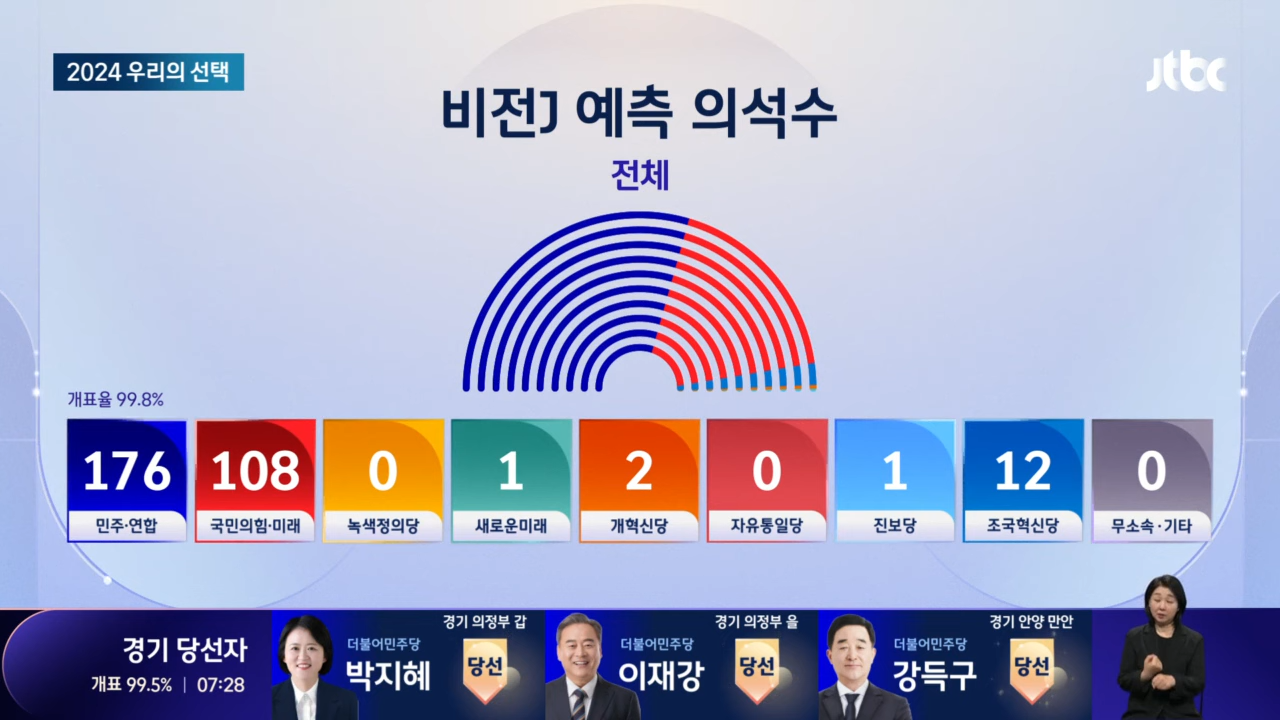 2024 우리의 선택
jtbc
비전J 예측 의석수
전체
개표율 99.8%
176 108 0 1 2 0 1 12 0
민주·연합 국민의힘·미래 녹색정의당 새로운미래 개혁신당 자유통일당 진보당 조국혁신당 무소속·기타
경기 당선자
개표 99.5% | 07:28
경기 의정부 갑
더불어민주당
박지혜
당선
경기 의정부 을
더불어민주당
이재강
당선
경기 안양 만안
더불어민주당
강득구
당선